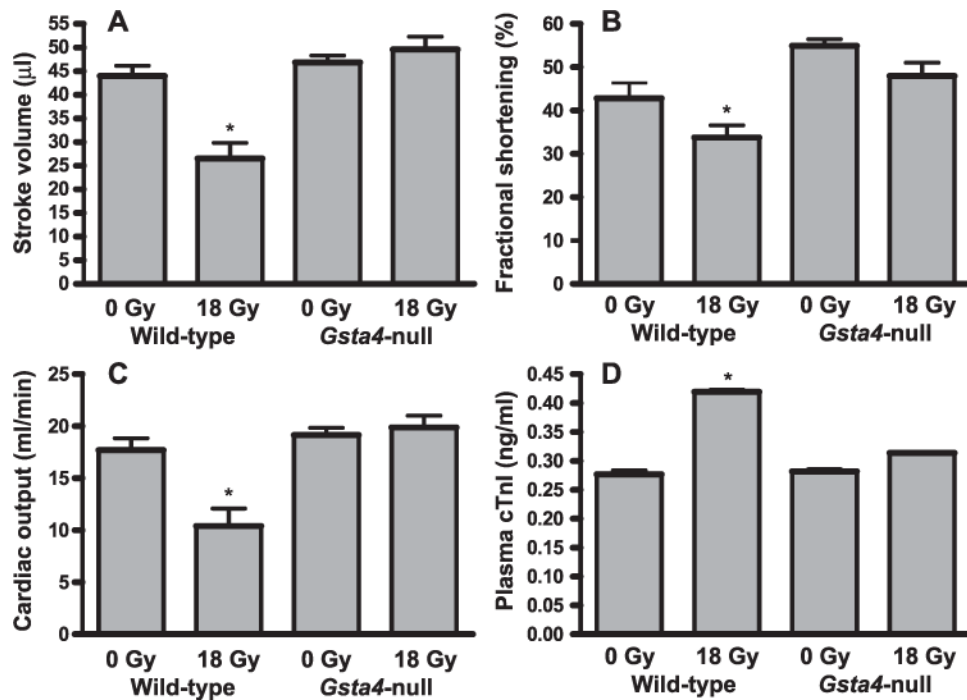 A
Stroke volume (µl)
55
50
45
40
35
30
25
20
15
10
5
0
*
0 Gy 18 Gy 0 Gy 18 Gy
Wild-type Gsta4-null
B
Fractional shortening (%)
60
50
40
30
20
10
0
*
0 Gy 18 Gy 0 Gy 18 Gy
Wild-type Gsta4-null
C
Cardiac output (ml/min)
25
20
15
10
5
0
*
0 Gy 18 Gy 0 Gy 18 Gy
Wild-type Gsta4-null
D
Plasma cTnI (ng/ml)
0.45
0.40
0.35
0.30
0.25
0.20
0.15
0.10
0.05
0.00
*
0 Gy 18 Gy 0 Gy 18 Gy
Wild-type Gsta4-null